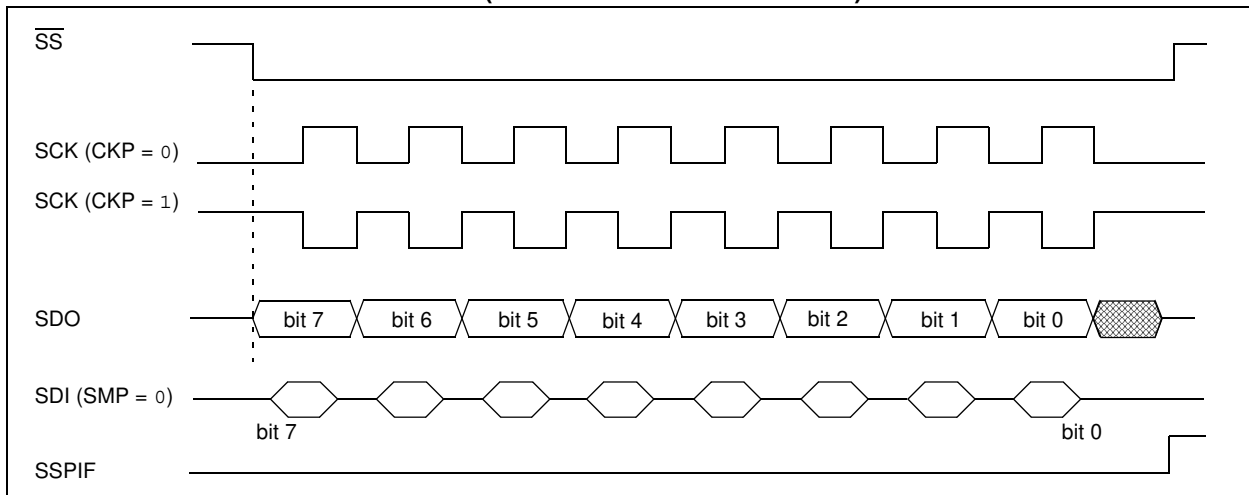 SS
SCK (CKP = 0)
SCK (CKP = 1)
SDO
bit 7 bit 6 bit 5 bit 4 bit 3 bit 2 bit 1 bit 0
SDI (SMP = 0)
bit 7 bit 0
SSPIF